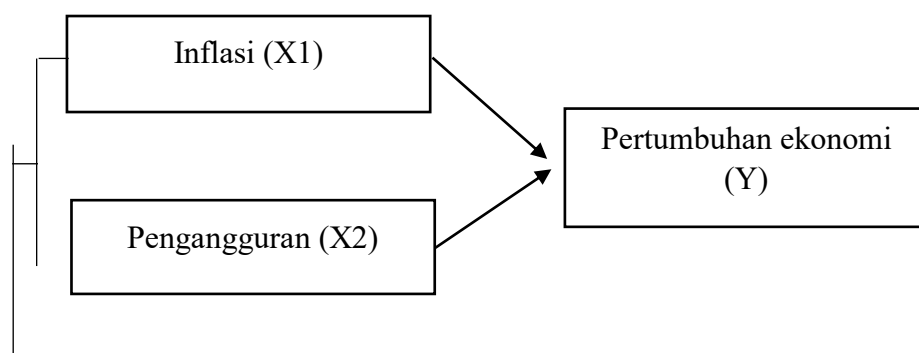 Inflasi (X1)
Pertumbuhan ekonomi
(Y)
Pengangguran (X2)